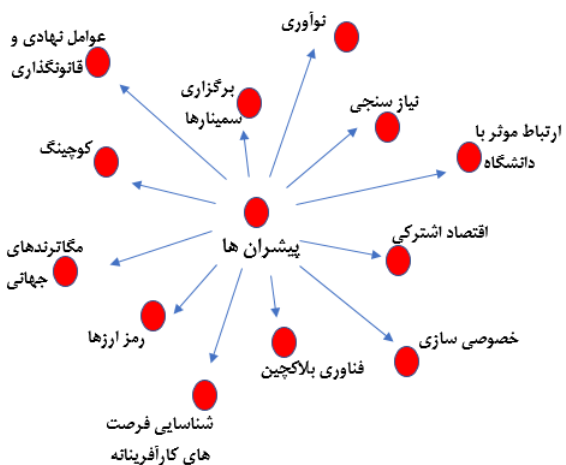 نوآوری
عوامل نهادی و
قانونگذاری
برگزاری
سمینارها
نیاز سنجی
ارتباط موثر با
دانشگاه
کوچینگ
اقتصاد اشترکی
پیشران ها
مگاترندهای
جهانی
رمز ارزها
خصوصی سازی
فناوری بلاکچین
شناسایی فرصت
های کارآفرینانه